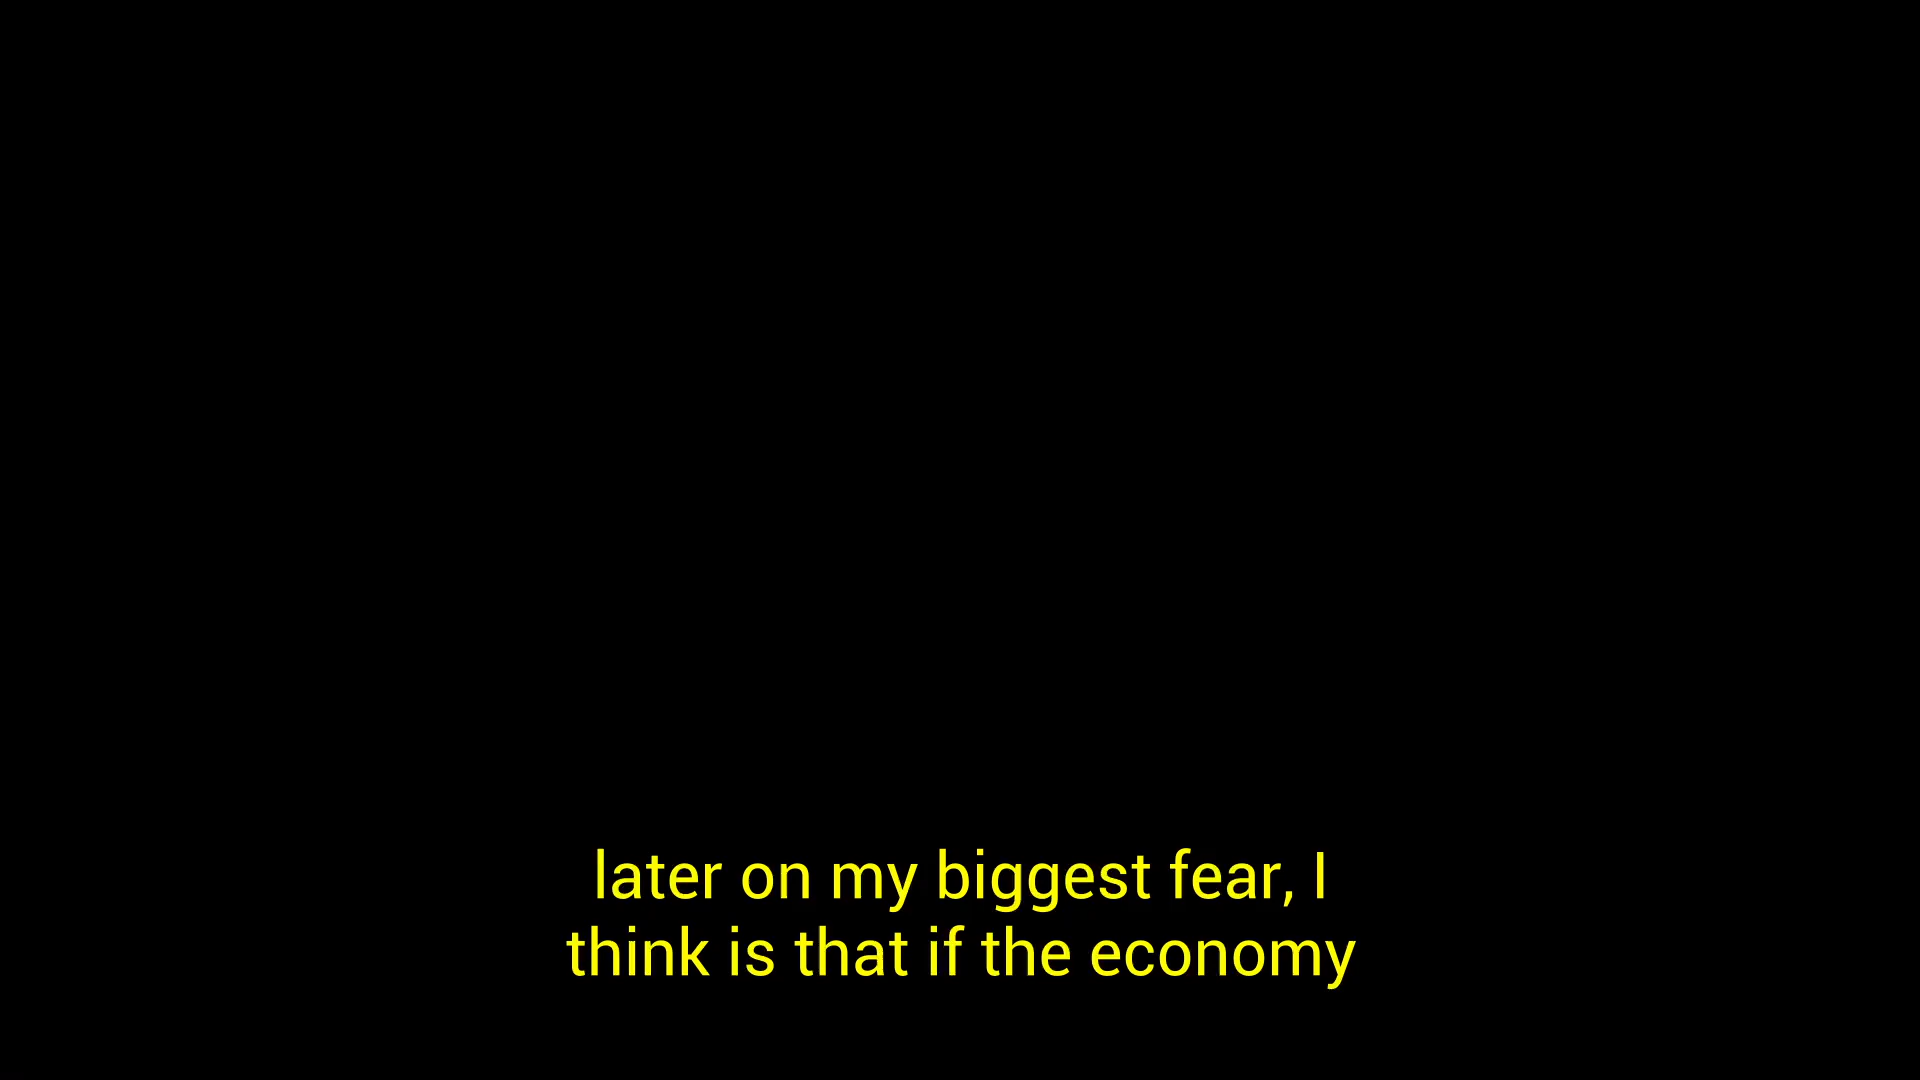 later on my biggest fear, I
think is that if the economy